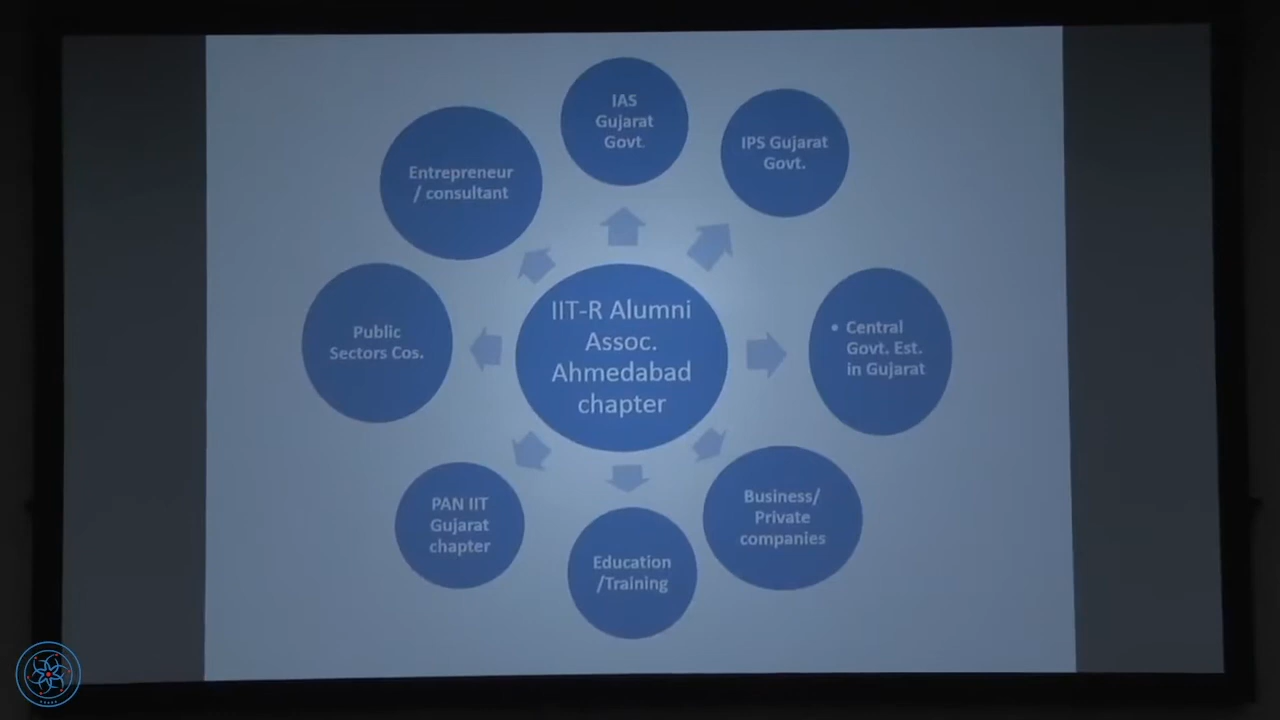 IAS
Gujarat
Govt.
IPS Gujarat
Govt.
Entrepreneur
/ consultant
IIT-R Alumni
Assoc.
Ahmedabad
chapter
Public
Sectors Cos.
• Central
Govt. Est.
in Gujarat
PAN IIT
Gujarat
chapter
Business/
Private
companies
Education
/Training